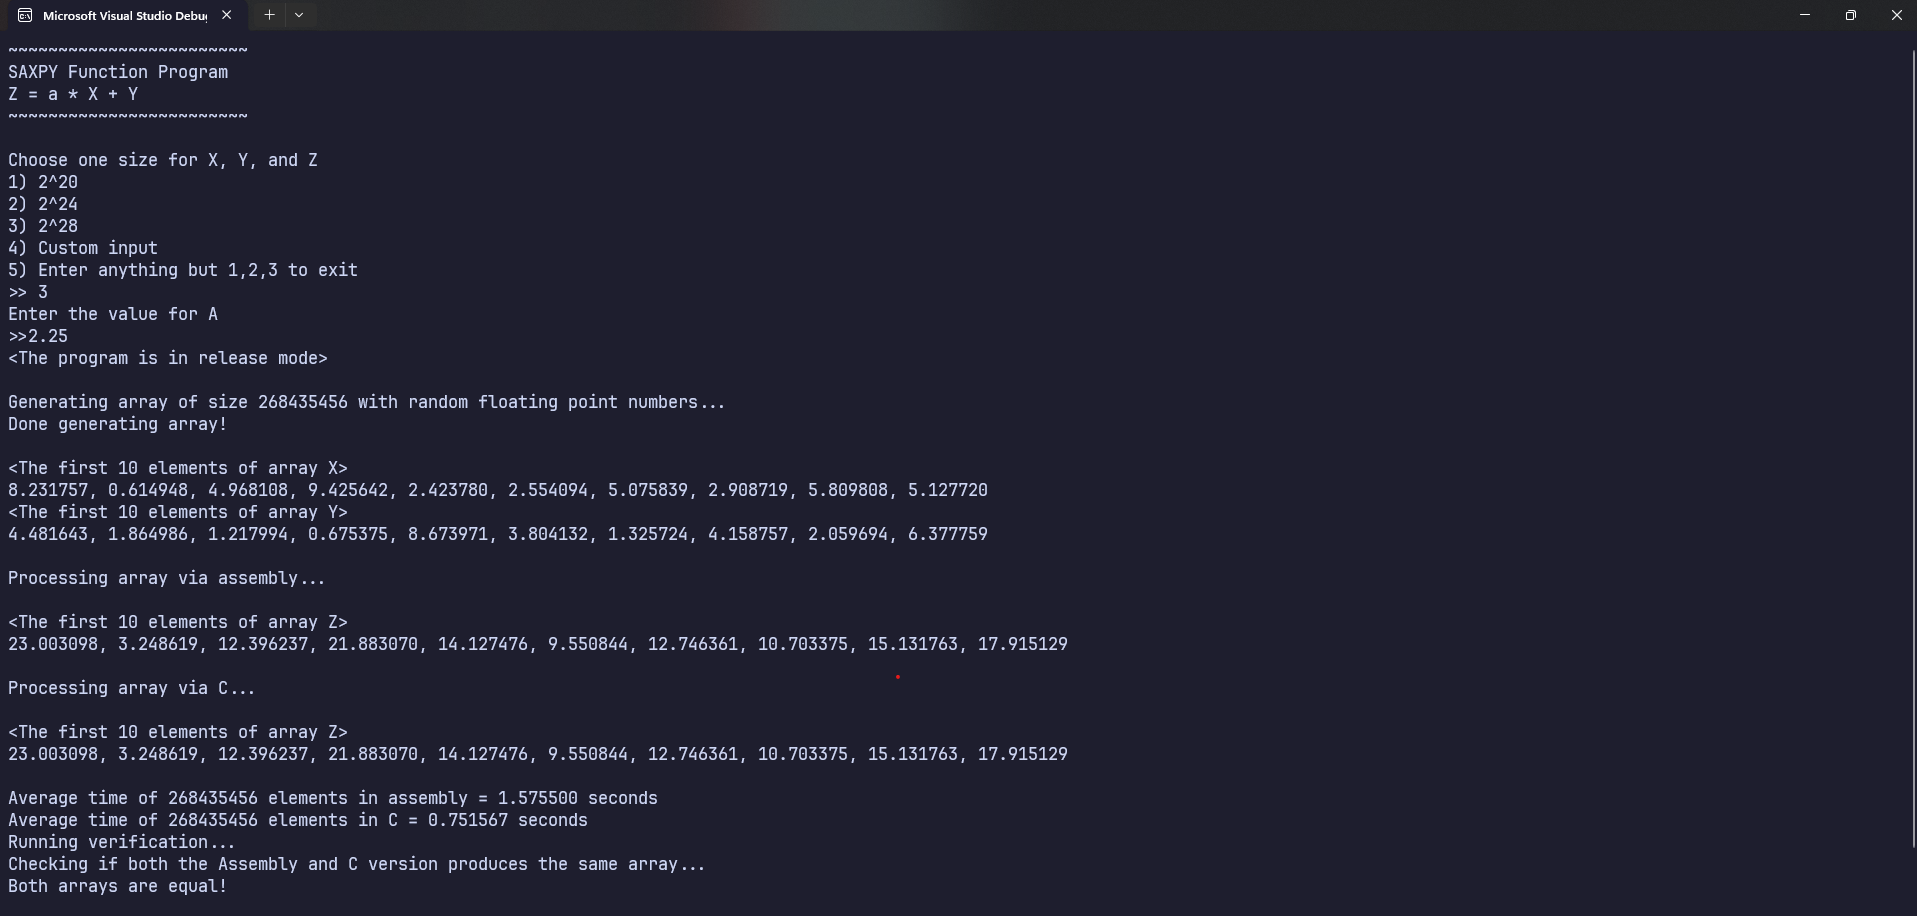 Microsoft Visual Studio Debu
~~~~~~~~~~~~~~~~~~~~~~~~
SAXPY Function Program
Z = a * X + Y
~~~~~~~~~~~~~~~~~~~~~~~~
Choose one size for X, Y, and Z
1) 2^20
2) 2^24
3) 2^28
4) Custom input
5) Enter anything but 1,2,3 to exit
>> 3
Enter the value for A
>>2.25
<The program is in release mode>
Generating array of size 268435456 with random floating point numbers...
Done generating array!
<The first 10 elements of array X>
8.231757, 0.614948, 4.968108, 9.425642, 2.423780, 2.554094, 5.075839, 2.908719, 5.809808, 5.127720
<The first 10 elements of array Y>
4.481643, 1.864986, 1.217994, 0.675375, 8.673971, 3.804132, 1.325724, 4.158757, 2.059694, 6.377759
Processing array via assembly...
<The first 10 elements of array Z>
23.003098, 3.248619, 12.396237, 21.883070, 14.127476, 9.550844, 12.746361, 10.703375, 15.131763, 17.915129
Processing array via C...
<The first 10 elements of array Z>
23.003098, 3.248619, 12.396237, 21.883070, 14.127476, 9.550844, 12.746361, 10.703375, 15.131763, 17.915129
Average time of 268435456 elements in assembly = 1.575500 seconds
Average time of 268435456 elements in C = 0.751567 seconds
Running verification...
Checking if both the Assembly and C version produces the same array...
Both arrays are equal!